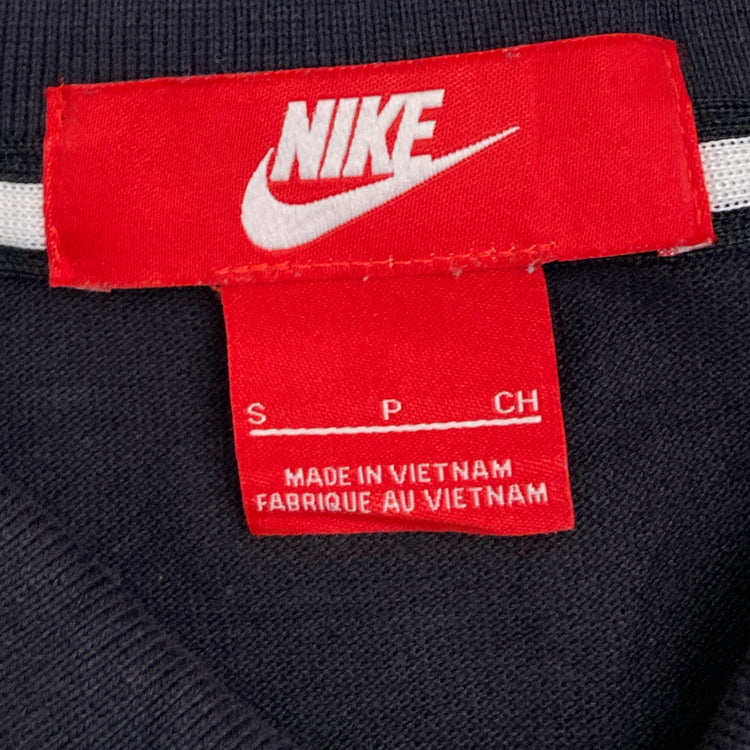 NIKE
S P CH
MADE IN VIETNAM
FABRIQUE AU VIETNAM